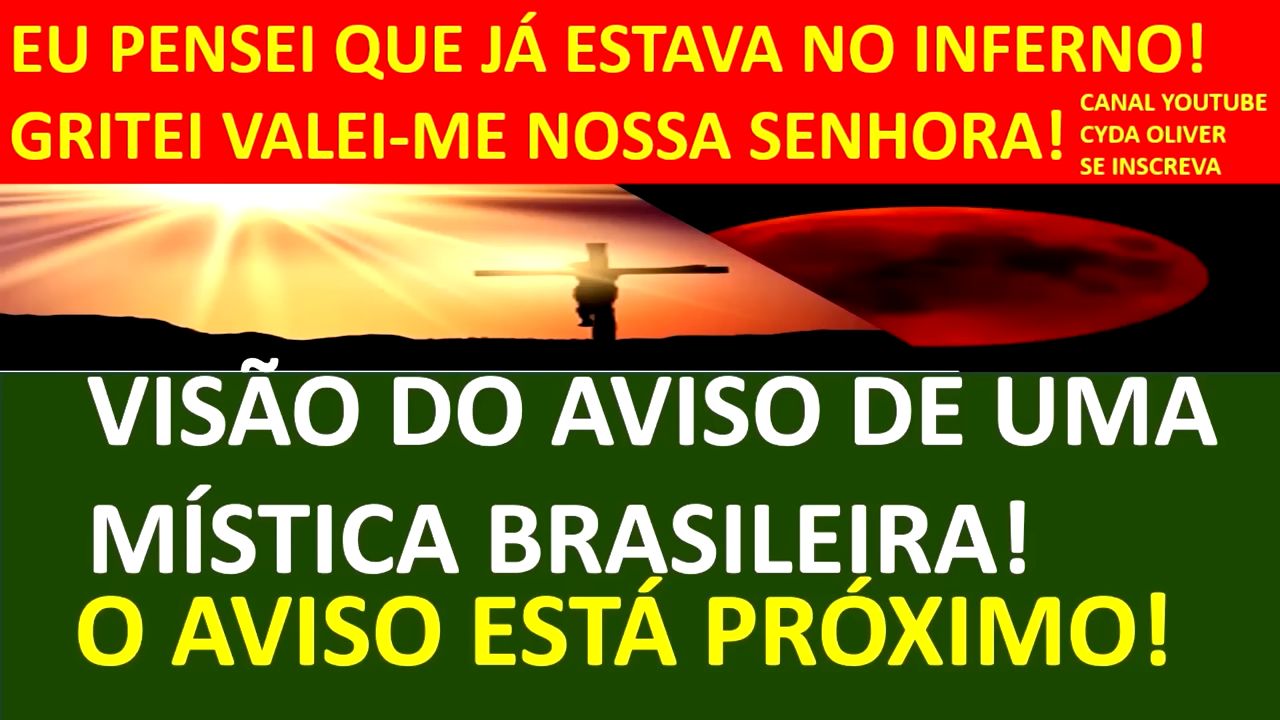 EU PENSEI QUE JÁ ESTAVA NO INFERNO!
GRITEI VALEI-ME NOSSA SENHORA!
CANAL YOUTUBE
CYDA OLIVER
SE INSCREVA
VISÃO DO AVISO DE UMA
MÍSTICA BRASILEIRA!
O AVISO ESTÁ PRÓXIMO!